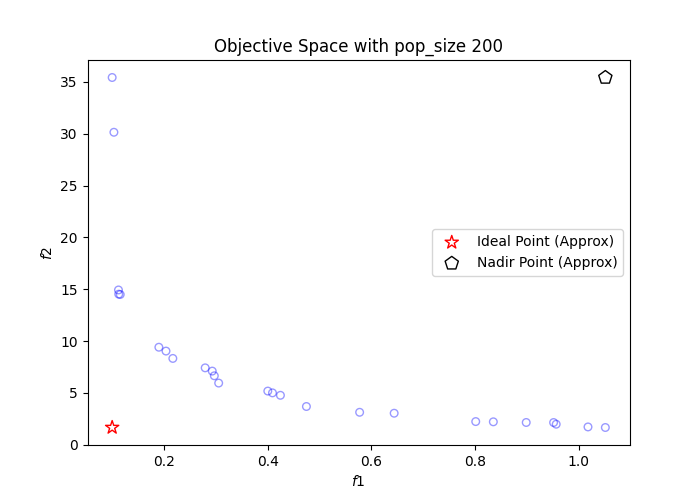 Objective Space with pop_size 200
35
30
25
20
15
10
5
0
f2
Ideal Point (Approx)
Nadir Point (Approx)
0.2 0.4 0.6 0.8 1.0
f1